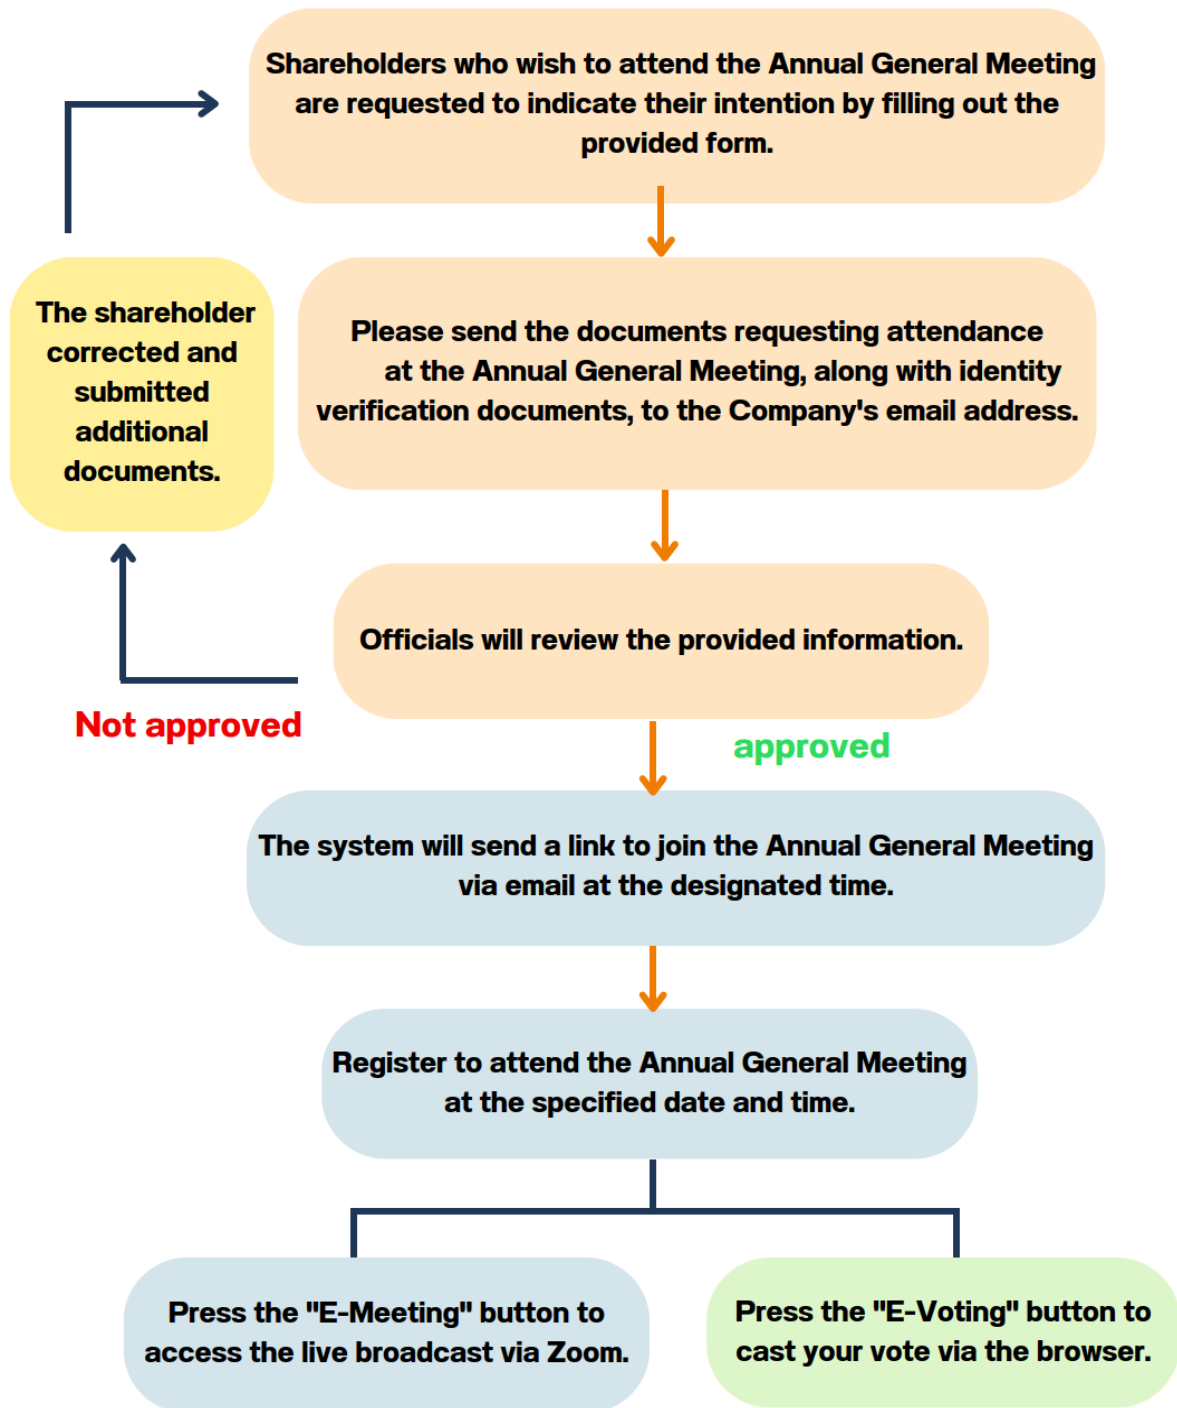 Shareholders who wish to attend the Annual General Meeting
are requested to indicate their intention by filling out the
provided form.
The shareholder
corrected and
submitted
additional
documents.
Please send the documents requesting attendance
at the Annual General Meeting, along with identity
verification documents, to the Company's email address.
Officials will review the provided information.
Not approved
approved
The system will send a link to join the Annual General Meeting
via email at the designated time.
Register to attend the Annual General Meeting
at the specified date and time.
Press the "E-Meeting" button to
access the live broadcast via Zoom.
Press the "E-Voting" button to
cast your vote via the browser.